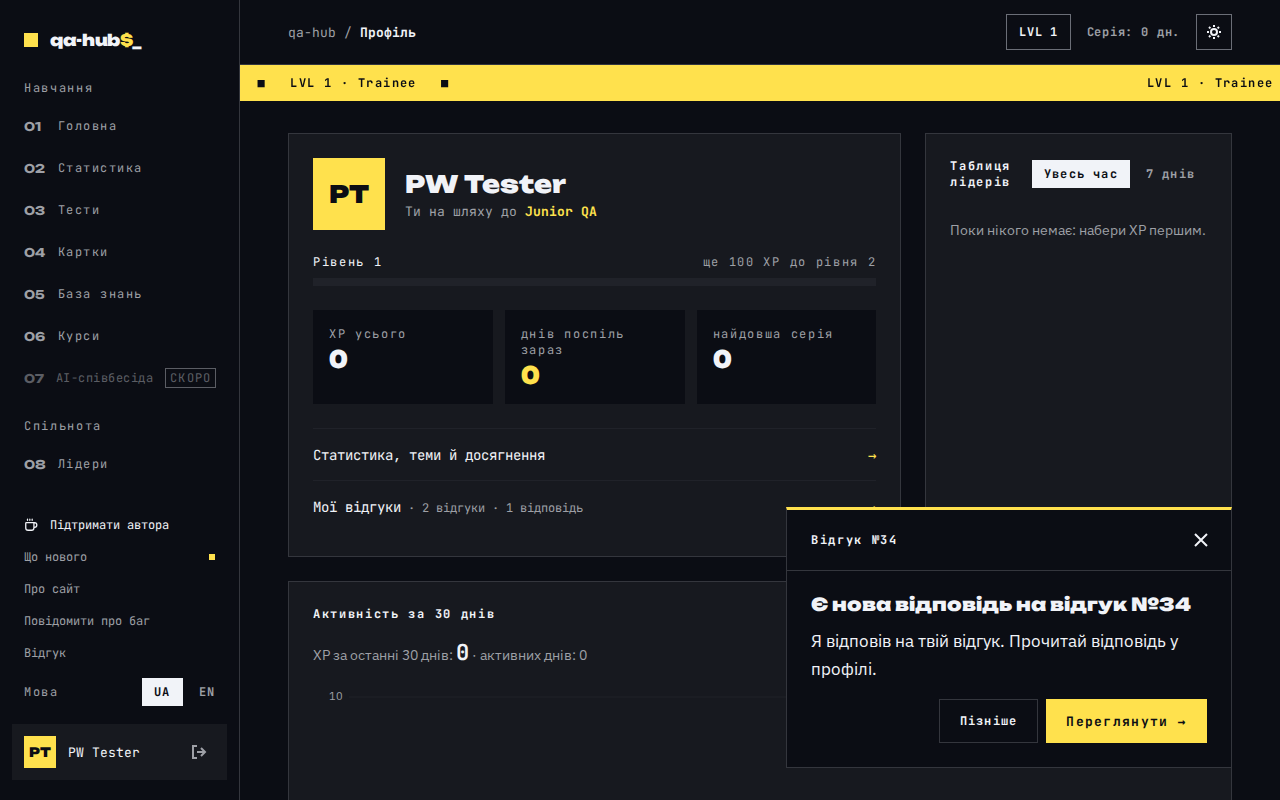 qa-hub$_
Навчання
01 Головна
02 Статистика
03 Тести
04 Картки
05 База знань
06 Курси
07 AI-співбесіда СКОРО
Спільнота
08 Лідери
Підтримати автора
Що нового
Про сайт
Повідомити про баг
Відгук
Мова UA EN
PT PW Tester
qa-hub / Профіль
LVL 1 Серія: 0 дн.
LVL 1 · Trainee
LVL 1 · Trainee
PT
PW Tester
Ти на шляху до Junior QA
Рівень 1 ще 100 XP до рівня 2
XP усього
0
днів поспіль
зараз
0
найдовша серія
0
Статистика, теми й досягнення →
Мої відгуки · 2 відгуки · 1 відповідь
Таблиця
лідерів
Увесь час 7 днів
Поки нікого немає: набери XP першим.
Активність за 30 днів
XP за останні 30 днів: 0 · активних днів: 0
10
Відгук №34
Є нова відповідь на відгук №34
Я відповів на твій відгук. Прочитай відповідь у
профілі.
Пізніше Переглянути →